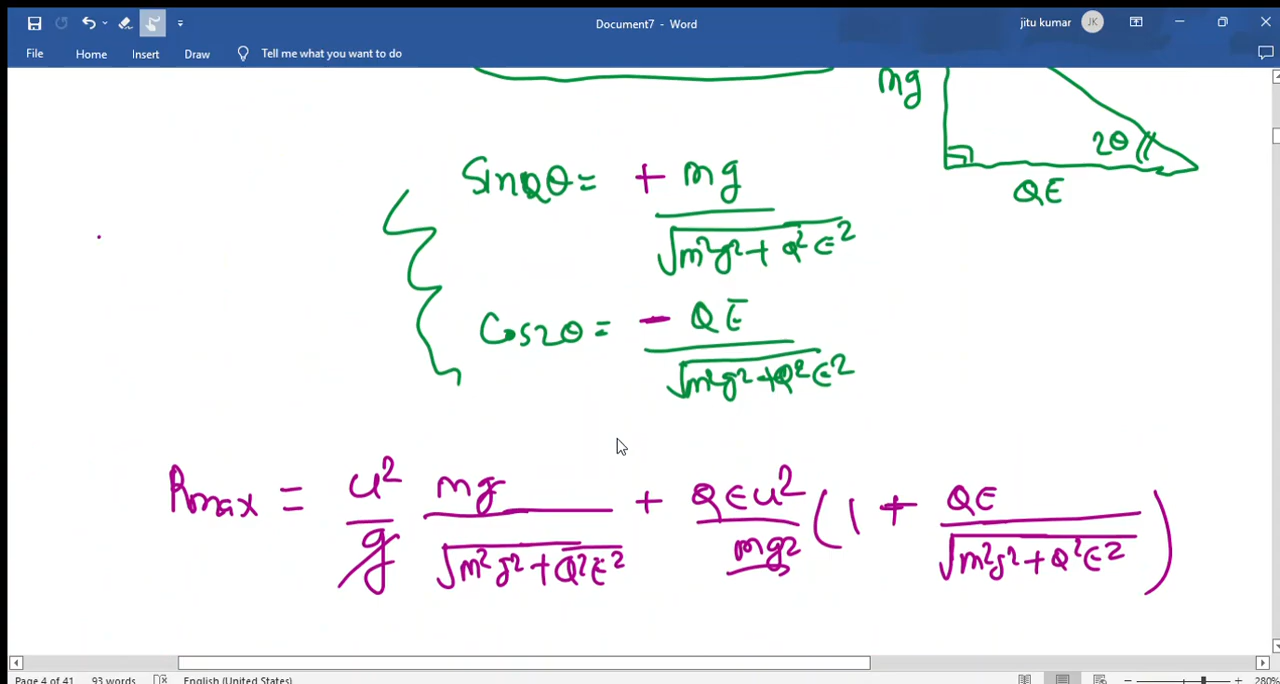 Document7 - Word
jitu kumar JK
File Home Insert Draw Tell me what you want to do
mg
2θ
QE
Sin2θ = + mg / √(m²g² + Q²E²)
Cos2θ = - QE / √(m²g² + Q²E²)
Rmax = u²/g mg / √(m²g² + Q²E²) + QEu²/mg² (1 + QE / √(m²g² + Q²E²))
Page 4 of 41 93 words English (United States) 280%